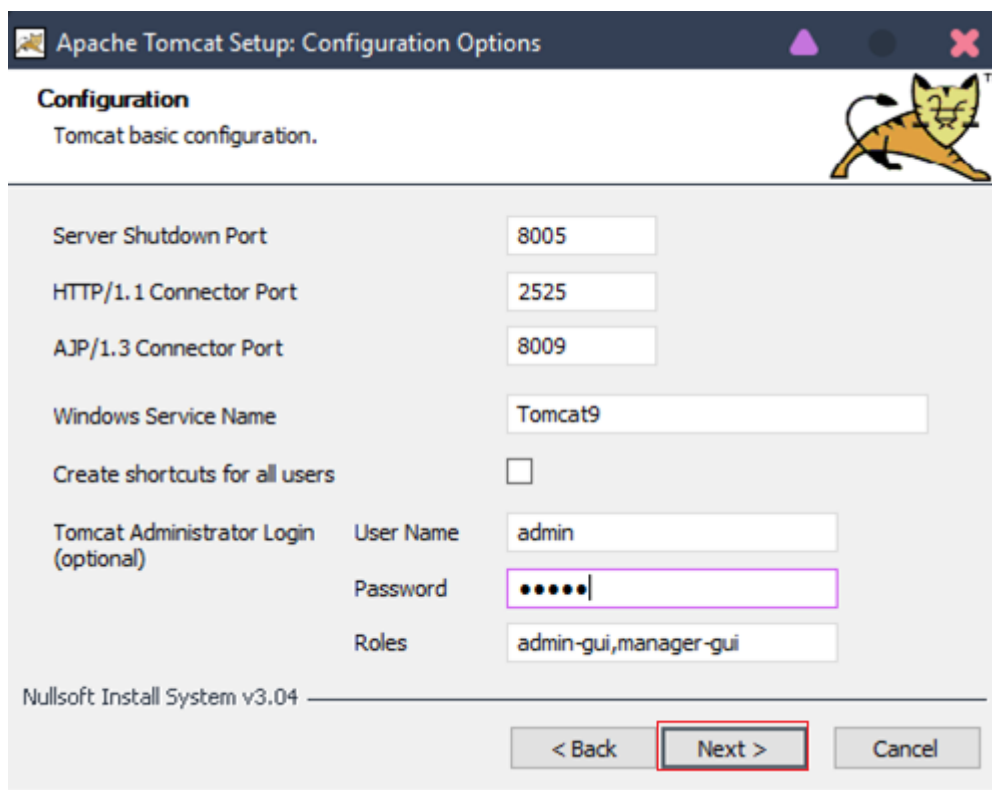 Apache Tomcat Setup: Configuration Options
Configuration
Tomcat basic configuration.
Server Shutdown Port 8005
HTTP/1.1 Connector Port 2525
AJP/1.3 Connector Port 8009
Windows Service Name Tomcat9
Create shortcuts for all users
Tomcat Administrator Login User Name admin
(optional)
Password •••••
Roles admin-gui,manager-gui
Nullsoft Install System v3.04
< Back Next > Cancel